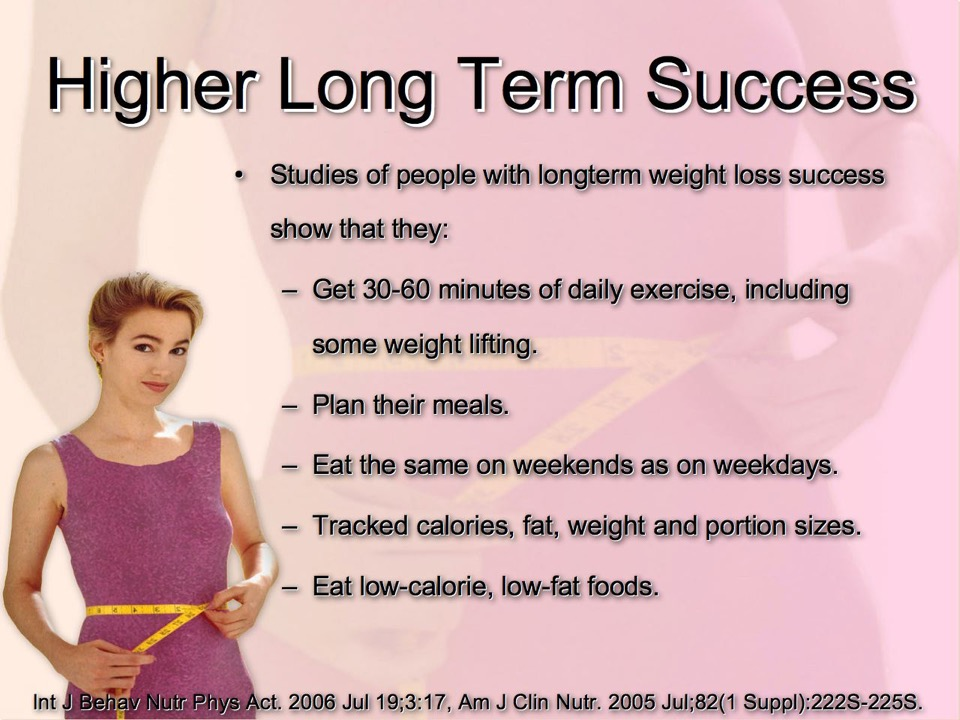 Higher Long Term Success
• Studies of people with longterm weight loss success
show that they:
– Get 30-60 minutes of daily exercise, including
some weight lifting.
– Plan their meals.
– Eat the same on weekends as on weekdays.
– Tracked calories, fat, weight and portion sizes.
– Eat low-calorie, low-fat foods.
Int J Behav Nutr Phys Act. 2006 Jul 19;3:17, Am J Clin Nutr. 2005 Jul;82(1 Suppl):222S-225S.